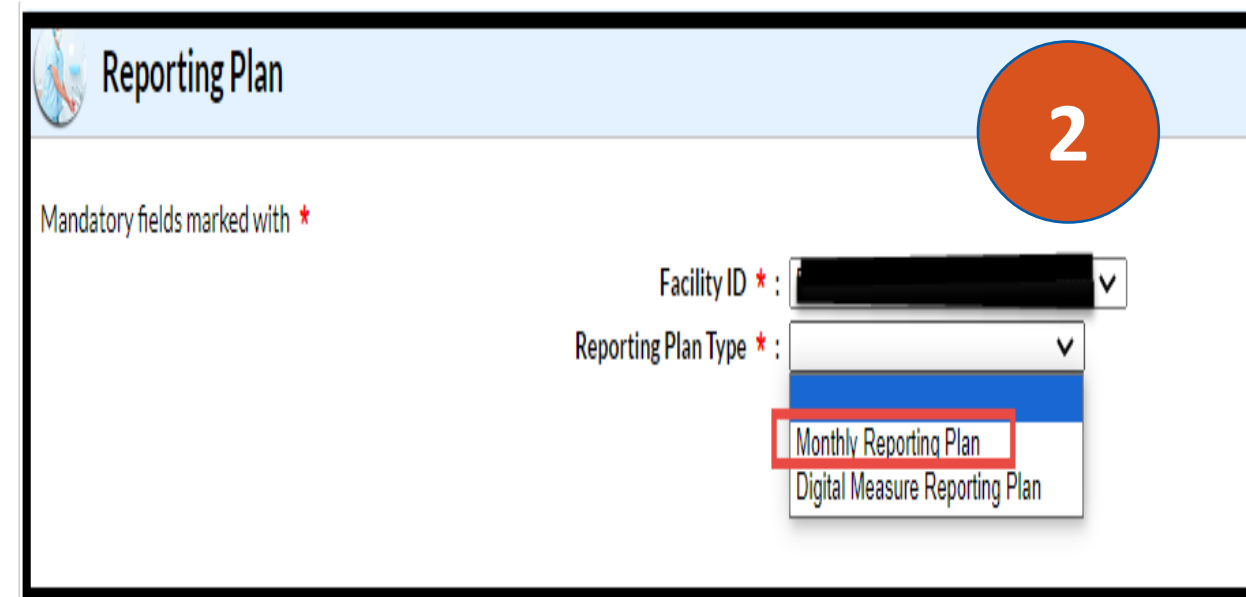 Reporting Plan
2
Mandatory fields marked with *
Facility ID * :
Reporting Plan Type * :
Monthly Reporting Plan
Digital Measure Reporting Plan